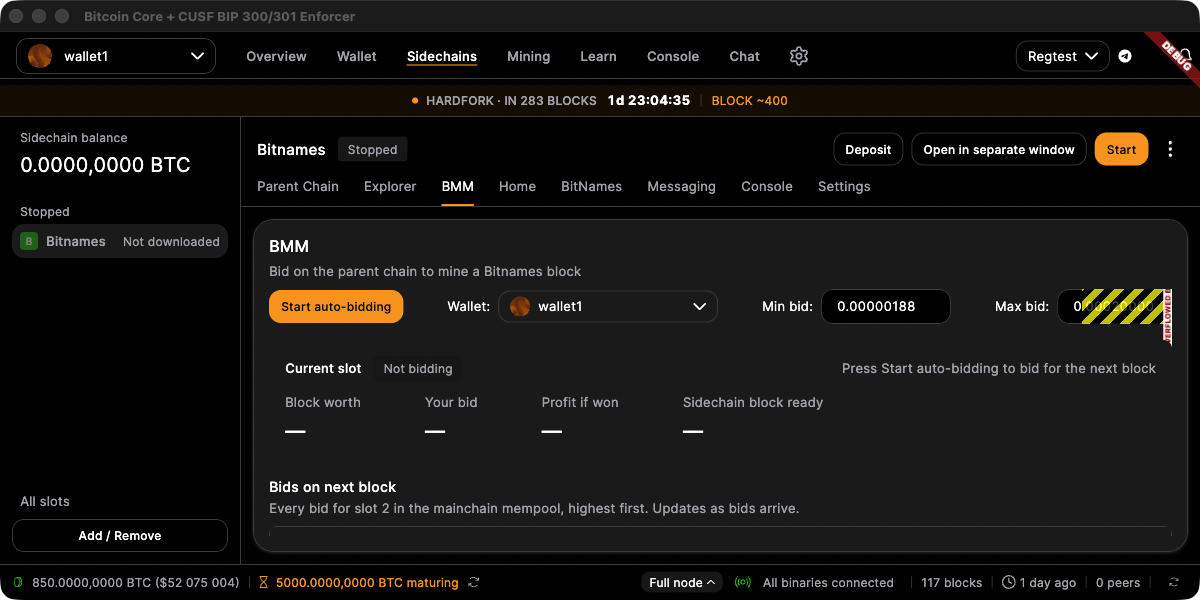 Bitcoin Core + CUSF BIP 300/301 Enforcer
wallet1 Overview Wallet Sidechains Mining Learn Console Chat Regtest DEBUG
HARDFORK · IN 283 BLOCKS 1d 23:04:35 BLOCK ~400
Sidechain balance
0.0000,0000 BTC
Stopped
B Bitnames Not downloaded
All slots
Add / Remove
Bitnames Stopped Deposit Open in separate window Start
Parent Chain Explorer BMM Home BitNames Messaging Console Settings
BMM
Bid on the parent chain to mine a Bitnames block
Start auto-bidding Wallet: wallet1 Min bid: 0.00000188 Max bid:
Current slot Not bidding Press Start auto-bidding to bid for the next block
Block worth Your bid Profit if won Sidechain block ready
— — — —
Bids on next block
Every bid for slot 2 in the mainchain mempool, highest first. Updates as bids arrive.
850.0000,0000 BTC ($52 075 004) 5000.0000,0000 BTC maturing Full node All binaries connected 117 blocks 1 day ago 0 peers